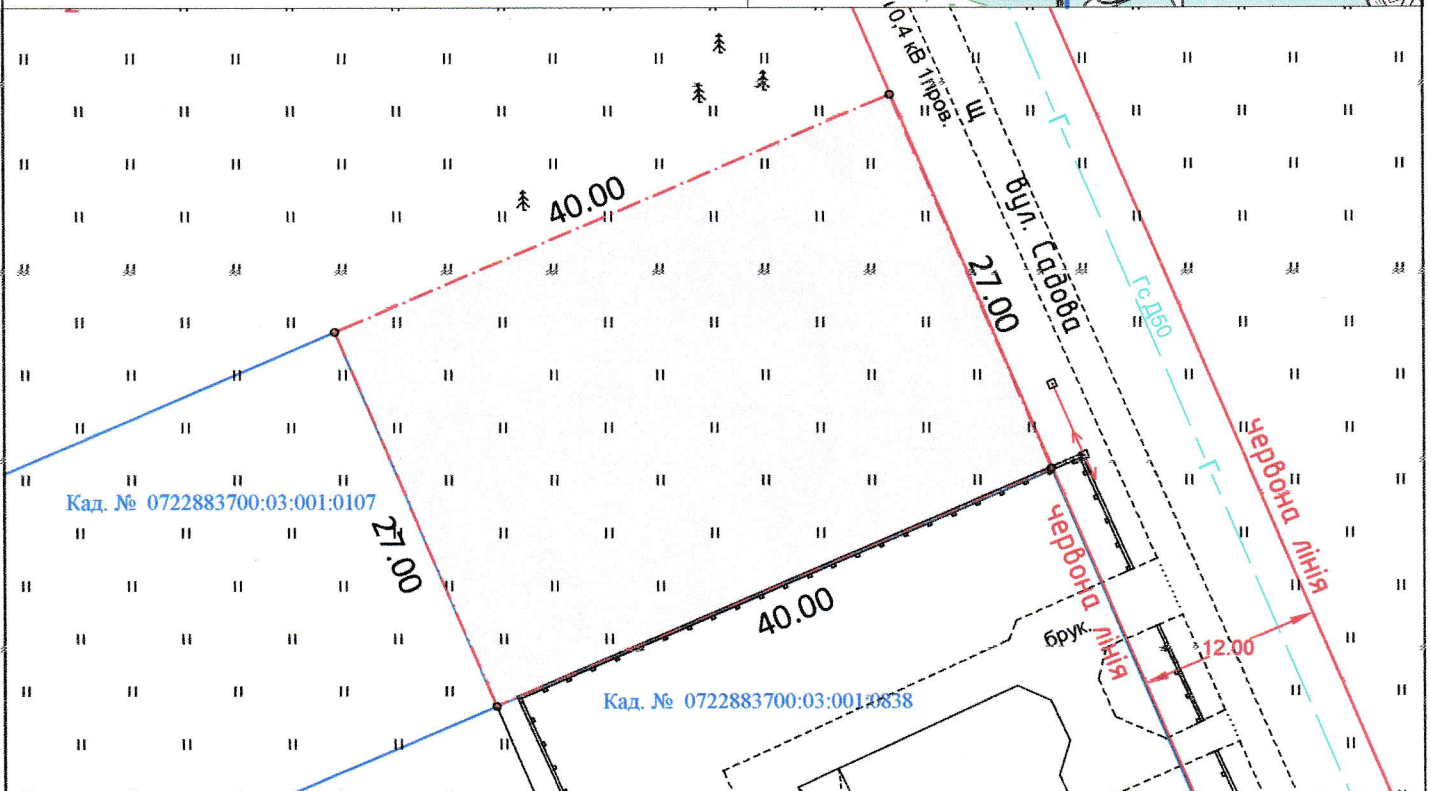 0,4 кВ 1пров.
Щ
Г
вул. Садова
40.00
27.00
Гс.Д50
Г
червона лінія
Кад. № 0722883700:03:001:0107
27.00
червона лінія
40.00
брук.
12.00
Кад. № 0722883700:03:001:0838